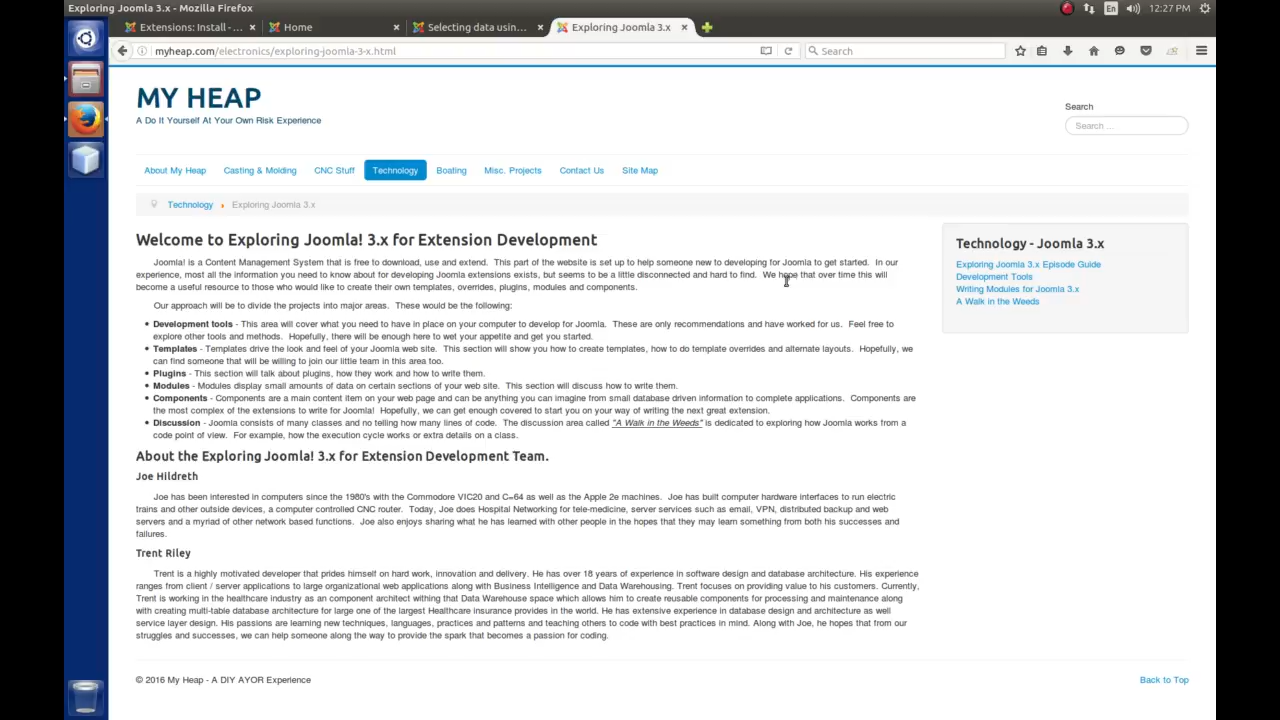 Exploring Joomla 3.x - Mozilla Firefox
En
12:27 PM
Extensions: Install - ...
Home
Selecting data usin...
Exploring Joomla 3.x
myheap.com/electronics/exploring-joomla-3-x.html
Search
MY HEAP
A Do It Yourself At Your Own Risk Experience
Search
Search ...
About My Heap Casting & Molding CNC Stuff Technology Boating Misc. Projects Contact Us Site Map
Technology Exploring Joomla 3.x
Welcome to Exploring Joomla! 3.x for Extension Development
Joomla! is a Content Management System that is free to download, use and extend. This part of the website is set up to help someone new to developing for Joomla to get started. In our
experience, most all the information you need to know about for developing Joomla extensions exists, but seems to be a little disconnected and hard to find. We hope that over time this will
become a useful resource to those who would like to create their own templates, overrides, plugins, modules and components.
Our approach will be to divide the projects into major areas. These would be the following:
• Development tools - This area will cover what you need to have in place on your computer to develop for Joomla. These are only recommendations and have worked for us. Feel free to
explore other tools and methods. Hopefully, there will be enough here to wet your appetite and get you started.
• Templates - Templates drive the look and feel of your Joomla web site. This section will show you how to create templates, how to do template overrides and alternate layouts. Hopefully, we
can find someone that will be willing to join our little team in this area too.
• Plugins - This section will talk about plugins, how they work and how to write them.
• Modules - Modules display small amounts of data on certain sections of your web site. This section will discuss how to write them.
• Components - Components are a main content item on your web page and can be anything you can imagine from small database driven information to complete applications. Components are
the most complex of the extensions to write for Joomla! Hopefully, we can get enough covered to start you on your way of writing the next great extension.
• Discussion - Joomla consists of many classes and no telling how many lines of code. The discussion area called "A Walk in the Weeds" is dedicated to exploring how Joomla works from a
code point of view. For example, how the execution cycle works or extra details on a class.
About the Exploring Joomla! 3.x for Extension Development Team.
Joe Hildreth
Joe has been interested in computers since the 1980's with the Commodore VIC20 and C=64 as well as the Apple 2e machines. Joe has built computer hardware interfaces to run electric
trains and other outside devices, a computer controlled CNC router. Today, Joe does Hospital Networking for tele-medicine, server services such as email, VPN, distributed backup and web
servers and a myriad of other network based functions. Joe also enjoys sharing what he has learned with other people in the hopes that they may learn something from both his successes and
failures.
Trent Riley
Trent is a highly motivated developer that prides himself on hard work, innovation and delivery. He has over 18 years of experience in software design and database architecture. His experience
ranges from client / server applications to large organizational web applications along with Business Intelligence and Data Warehousing. Trent focuses on providing value to his customers. Currently,
Trent is working in the healthcare industry as an component architect withing that Data Warehouse space which allows him to create reusable components for processing and maintenance along
with creating multi-table database architecture for large one of the largest Healthcare insurance provides in the world. He has extensive experience in database design and architecture as well
service layer design. His passions are learning new techniques, languages, practices and patterns and teaching others to code with best practices in mind. Along with Joe, he hopes that from our
struggles and successes, we can help someone along the way to provide the spark that becomes a passion for coding.
Technology - Joomla 3.x
Exploring Joomla 3.x Episode Guide
Development Tools
Writing Modules for Joomla 3.x
A Walk in the Weeds
© 2016 My Heap - A DIY AYOR Experience
Back to Top